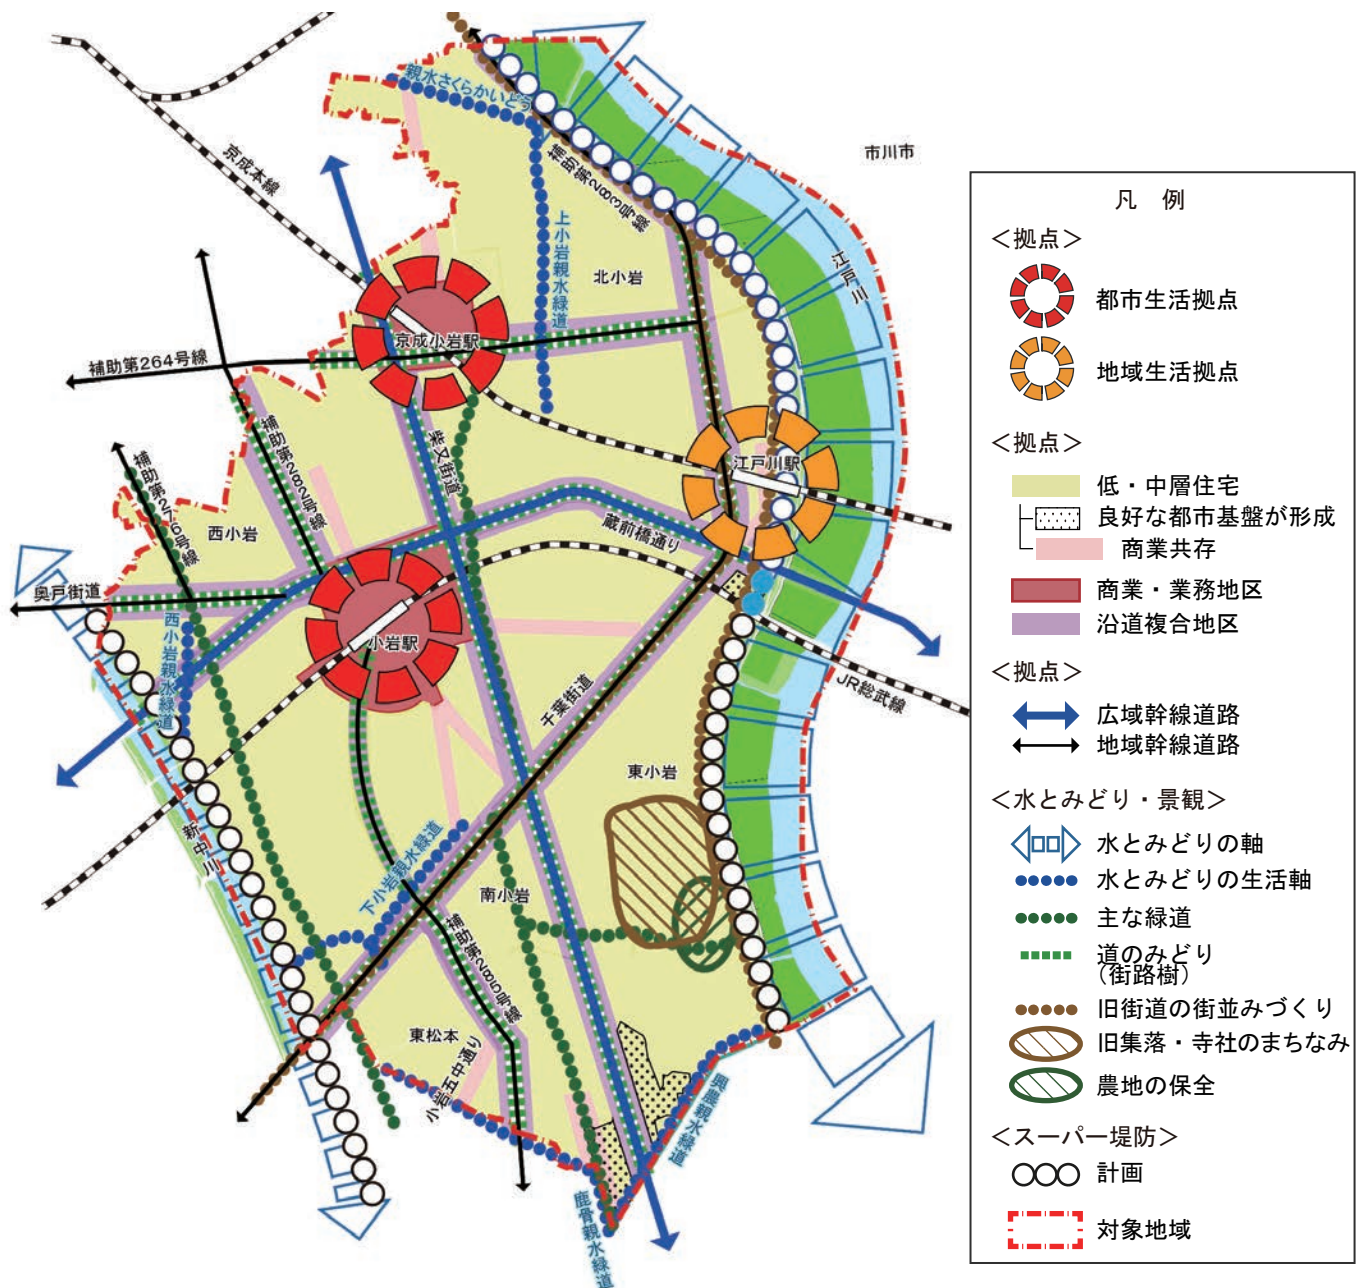 親水さくらかいどう
京成本線
補助第283号線
市川市
上小岩親水緑道
北小岩
江戸川
京成小岩駅
補助第264号線
補助第282号線
柴又街道
江戸川駅
補助第276号線
西小岩
蔵前橋通り
奥戸街道
小岩駅
西小岩親水緑道
JR総武線
千葉街道
東小岩
新中川
下小岩親水緑道
南小岩
補助第285号線
東松本
小岩五中通り
興農親水緑道
鹿骨親水緑道
凡 例
＜拠点＞
都市生活拠点
地域生活拠点
＜拠点＞
低・中層住宅
良好な都市基盤が形成
商業共存
商業・業務地区
沿道複合地区
＜拠点＞
広域幹線道路
地域幹線道路
＜水とみどり・景観＞
水とみどりの軸
水とみどりの生活軸
主な緑道
道のみどり
（街路樹）
旧街道の街並みづくり
旧集落・寺社のまちなみ
農地の保全
＜スーパー堤防＞
計画
対象地域